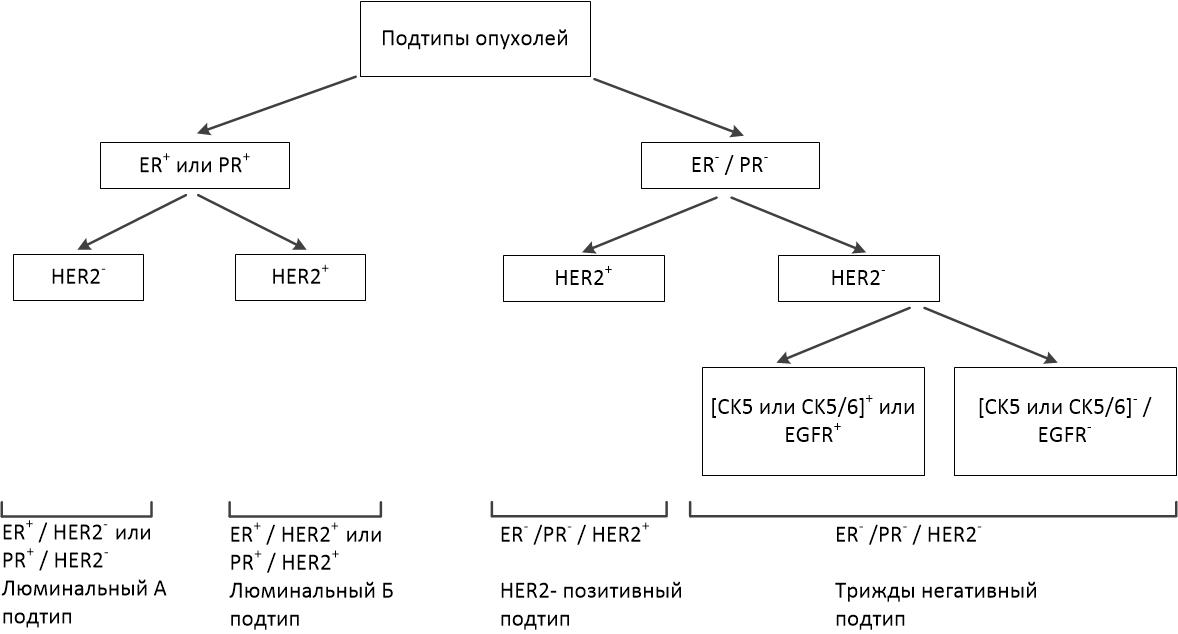 Подтипы опухолей
ER⁺ или PR⁺
ER⁻ / PR⁻
HER2⁻
HER2⁺
HER2⁺
HER2⁻
[CK5 или CK5/6]⁺ или
EGFR⁺
[CK5 или CK5/6]⁻ /
EGFR⁻
ER⁺ / HER2⁻ или
PR⁺ / HER2⁻
Люминальный А
подтип
ER⁺ / HER2⁺ или
PR⁺ / HER2⁺
Люминальный Б
подтип
ER⁻ /PR⁻ / HER2⁺
HER2- позитивный
подтип
ER⁻ /PR⁻ / HER2⁻
Трижды негативный
подтип